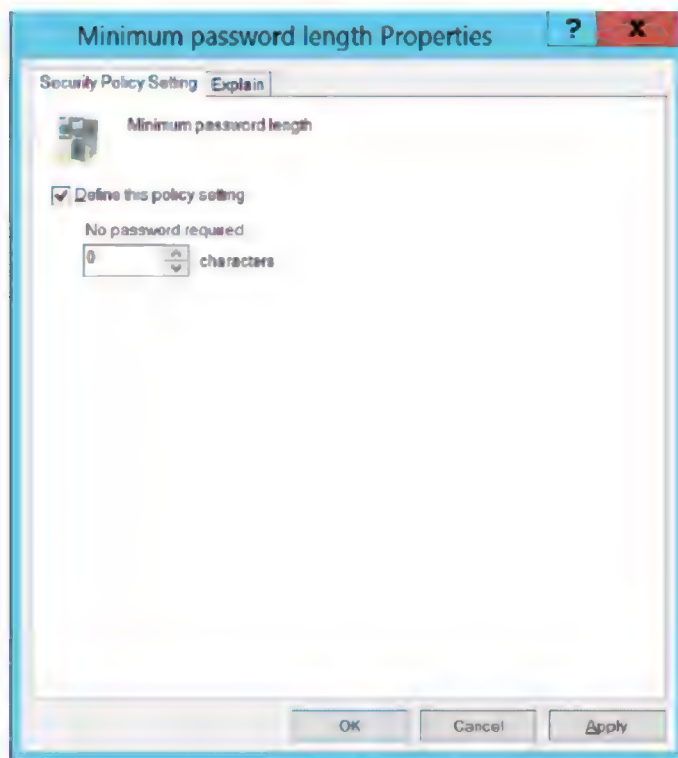 Minimum password length Properties
? x
Security Policy Setting Explain
Minimum password length
Define this policy setting
No password required
0 characters
OK Cancel Apply